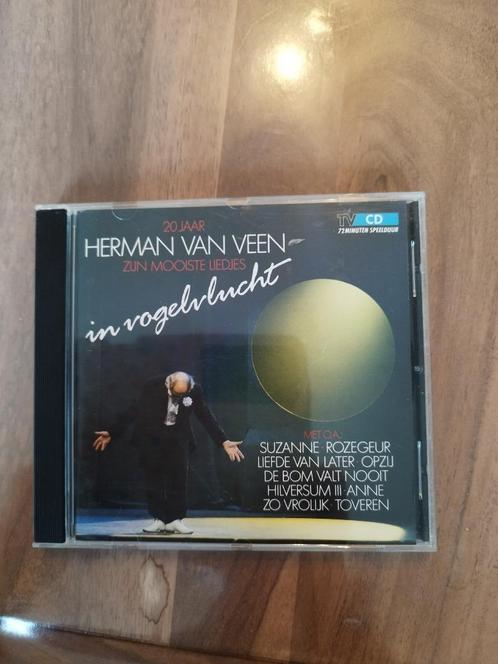 20 JAAR
HERMAN VAN VEEN
ZIJN MOOISTE LIEDJES
in vogelvlucht
TV CD
72 MINUTEN SPEELDUUR
MET O.A.:
SUZANNE · ROZEGEUR
LIEFDE VAN LATER · OPZIJ
DE BOM VALT NOOIT
HILVERSUM III · ANNE
ZO VROLIJK · TOVEREN